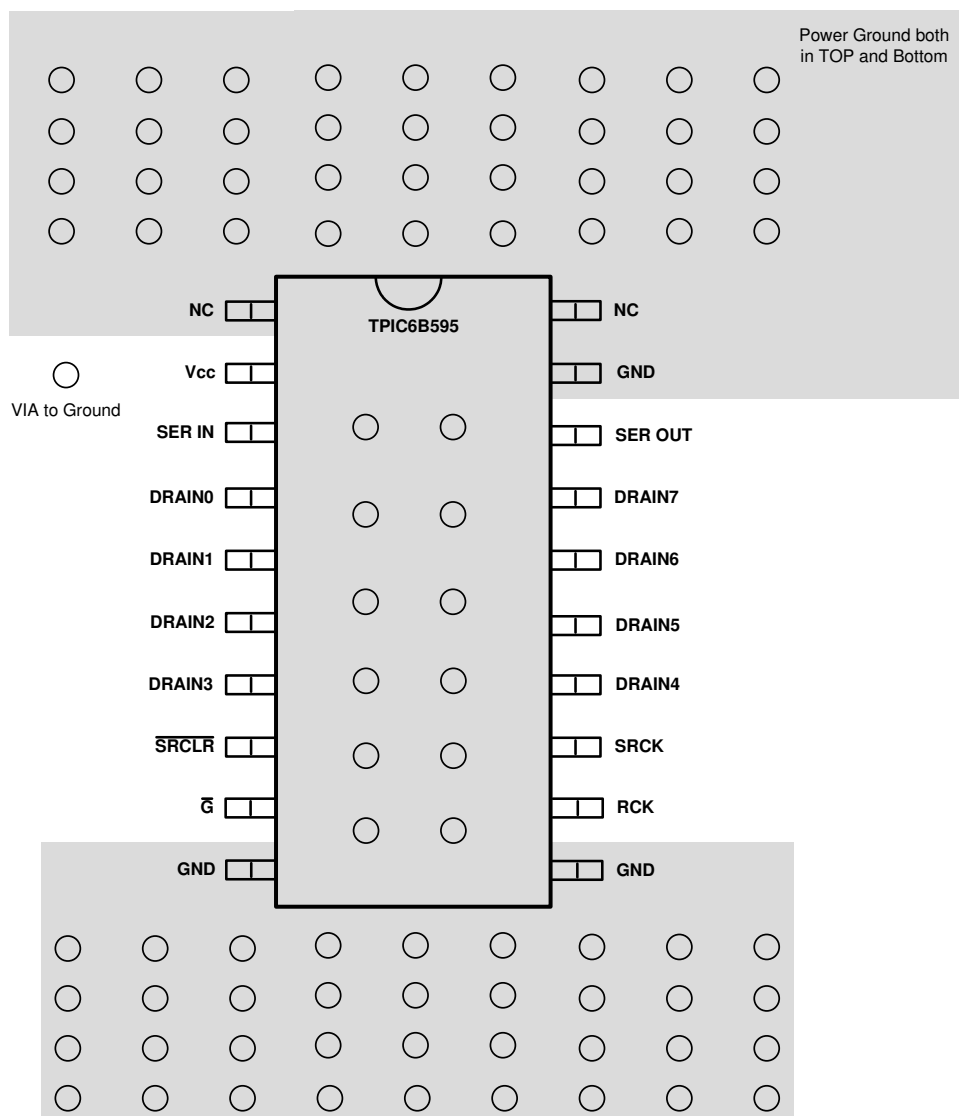 Power Ground both
in TOP and Bottom
TPIC6B595
NC
NC
Vcc
GND
VIA to Ground
SER IN
SER OUT
DRAIN0
DRAIN7
DRAIN1
DRAIN6
DRAIN2
DRAIN5
DRAIN3
DRAIN4
S̅R̅C̅L̅R̅
SRCK
G̅
RCK
GND
GND